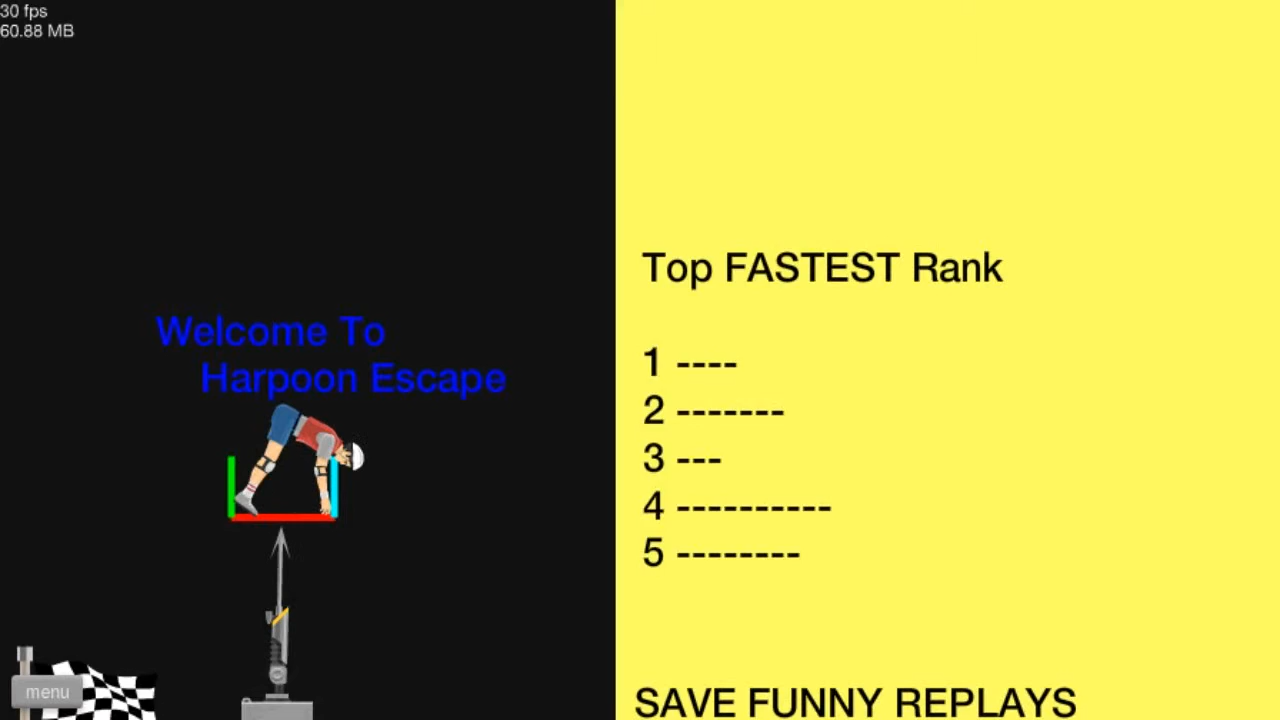 30 fps
60.88 MB
Welcome To
Harpoon Escape
Top FASTEST Rank
1 ----
2 -------
3 ---
4 ----------
5 --------
menu
SAVE FUNNY REPLAYS